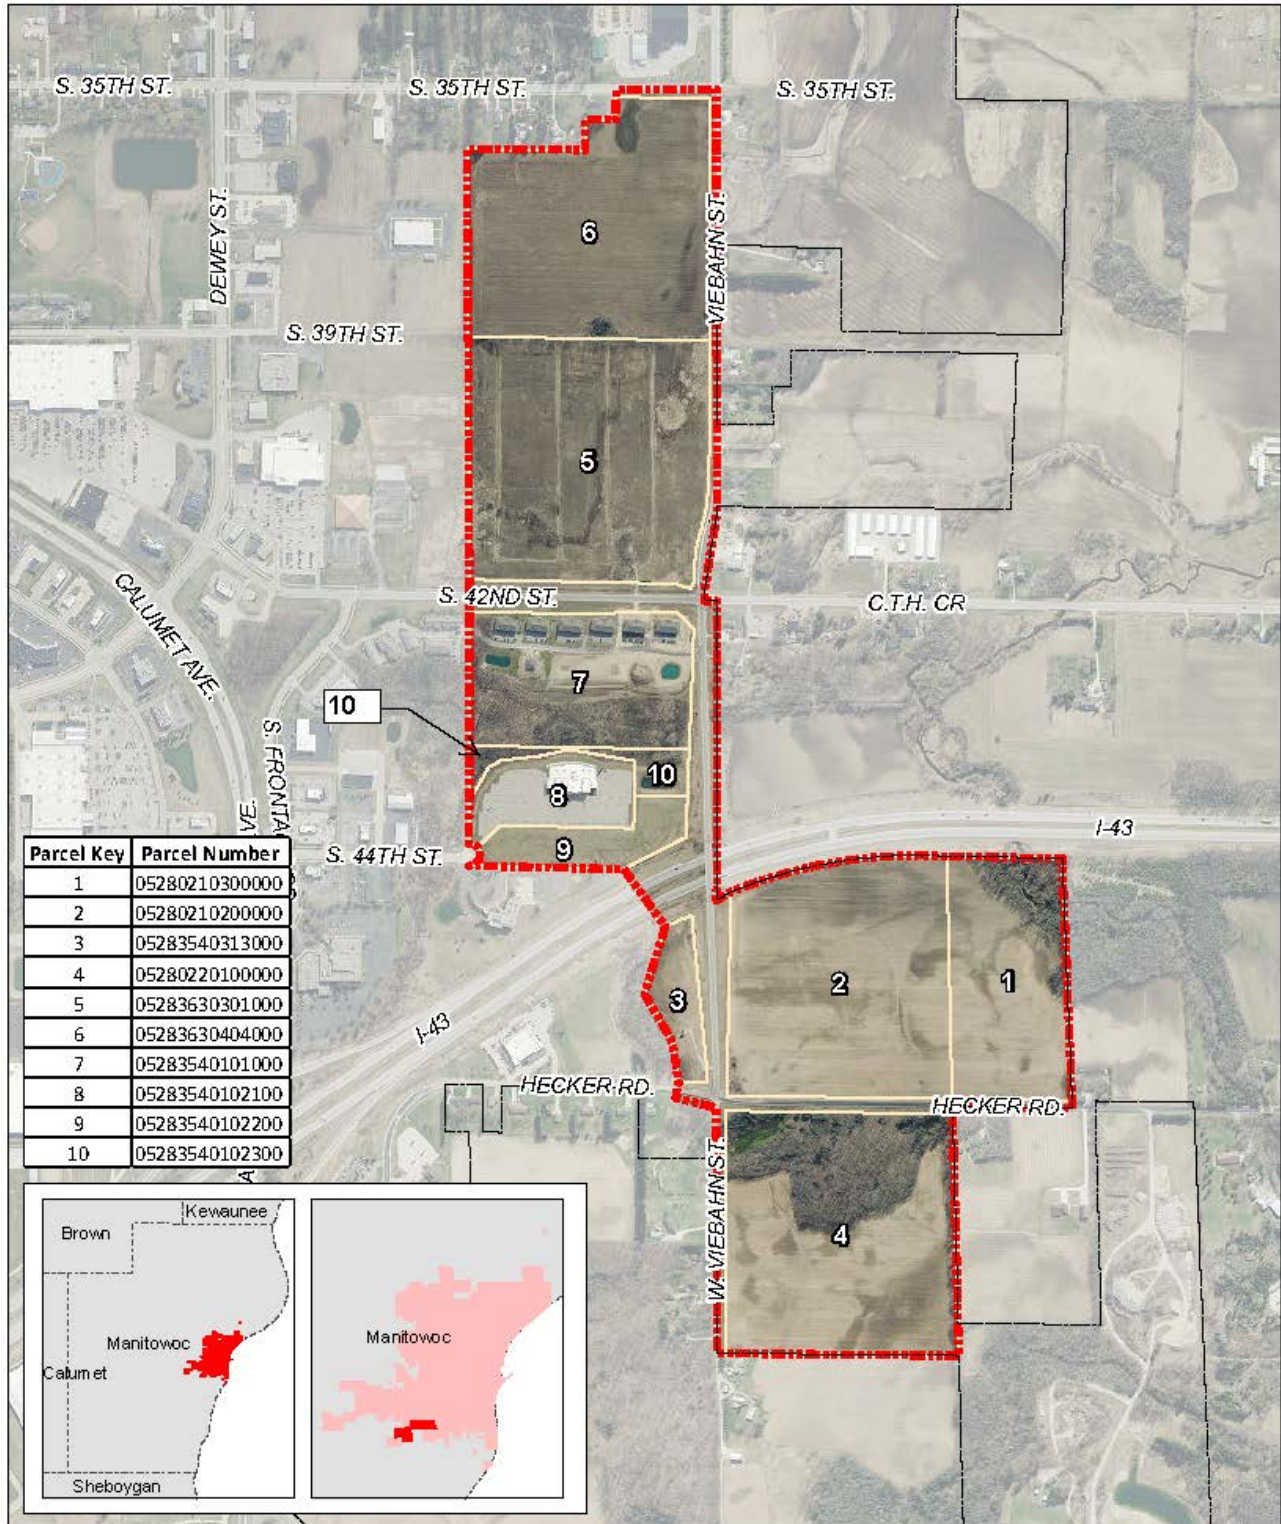 S. 35TH ST.
S. 35TH ST.
S. 35TH ST.
DEWEY ST.
6
VIEBAHN ST.
S. 39TH ST.
5
S. 42ND ST.
C.T.H. CR
CALUMET AVE.
7
10
S. FRONTA
10
8
VE.
9
S. 44TH ST.
I-43
Parcel Key Parcel Number
1 05280210300000
2 05280210200000
3 05283540313000
4 05280220100000
5 05283630301000
6 05283630404000
7 05283540101000
8 05283540102100
9 05283540102200
10 05283540102300
2
1
3
I-43
HECKER RD.
HECKER RD.
W. VIEBAHN ST.
4
A
Kewaunee
Brown
Manitowoc
Calumet
Sheboygan
Manitowoc